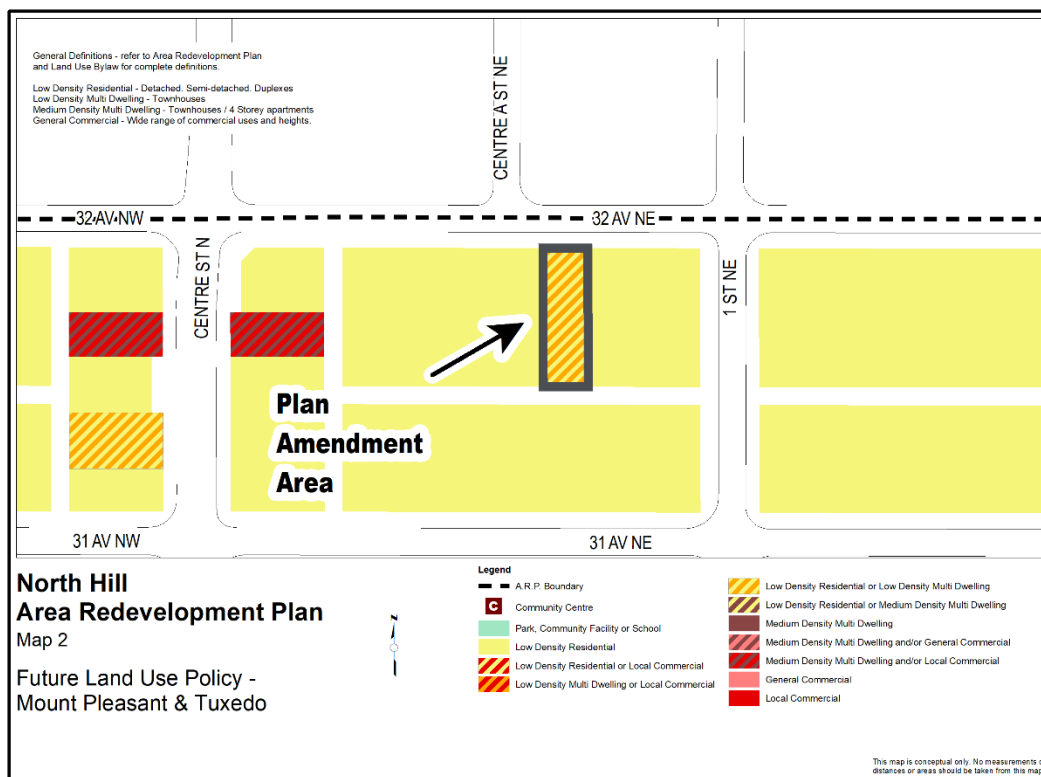 General Definitions - refer to Area Redevelopment Plan
and Land Use Bylaw for complete definitions.
Low Density Residential - Detached. Semi-detached. Duplexes
Low Density Multi Dwelling - Townhouses
Medium Density Multi Dwelling - Townhouses / 4 Storey apartments
General Commercial - Wide range of commercial uses and heights.
CENTRE A ST NE
32 AV NW
32 AV NE
CENTRE ST N
1 ST NE
Plan
Amendment
Area
31 AV NW
31 AV NE
North Hill
Area Redevelopment Plan
Map 2
Future Land Use Policy -
Mount Pleasant & Tuxedo
N
Legend
A.R.P. Boundary
C Community Centre
Park, Community Facility or School
Low Density Residential
Low Density Residential or Local Commercial
Low Density Multi Dwelling or Local Commercial
Low Density Residential or Low Density Multi Dwelling
Low Density Residential or Medium Density Multi Dwelling
Medium Density Multi Dwelling
Medium Density Multi Dwelling and/or General Commercial
Medium Density Multi Dwelling and/or Local Commercial
General Commercial
Local Commercial
This map is conceptual only. No measurements
distances or areas should be taken from this map